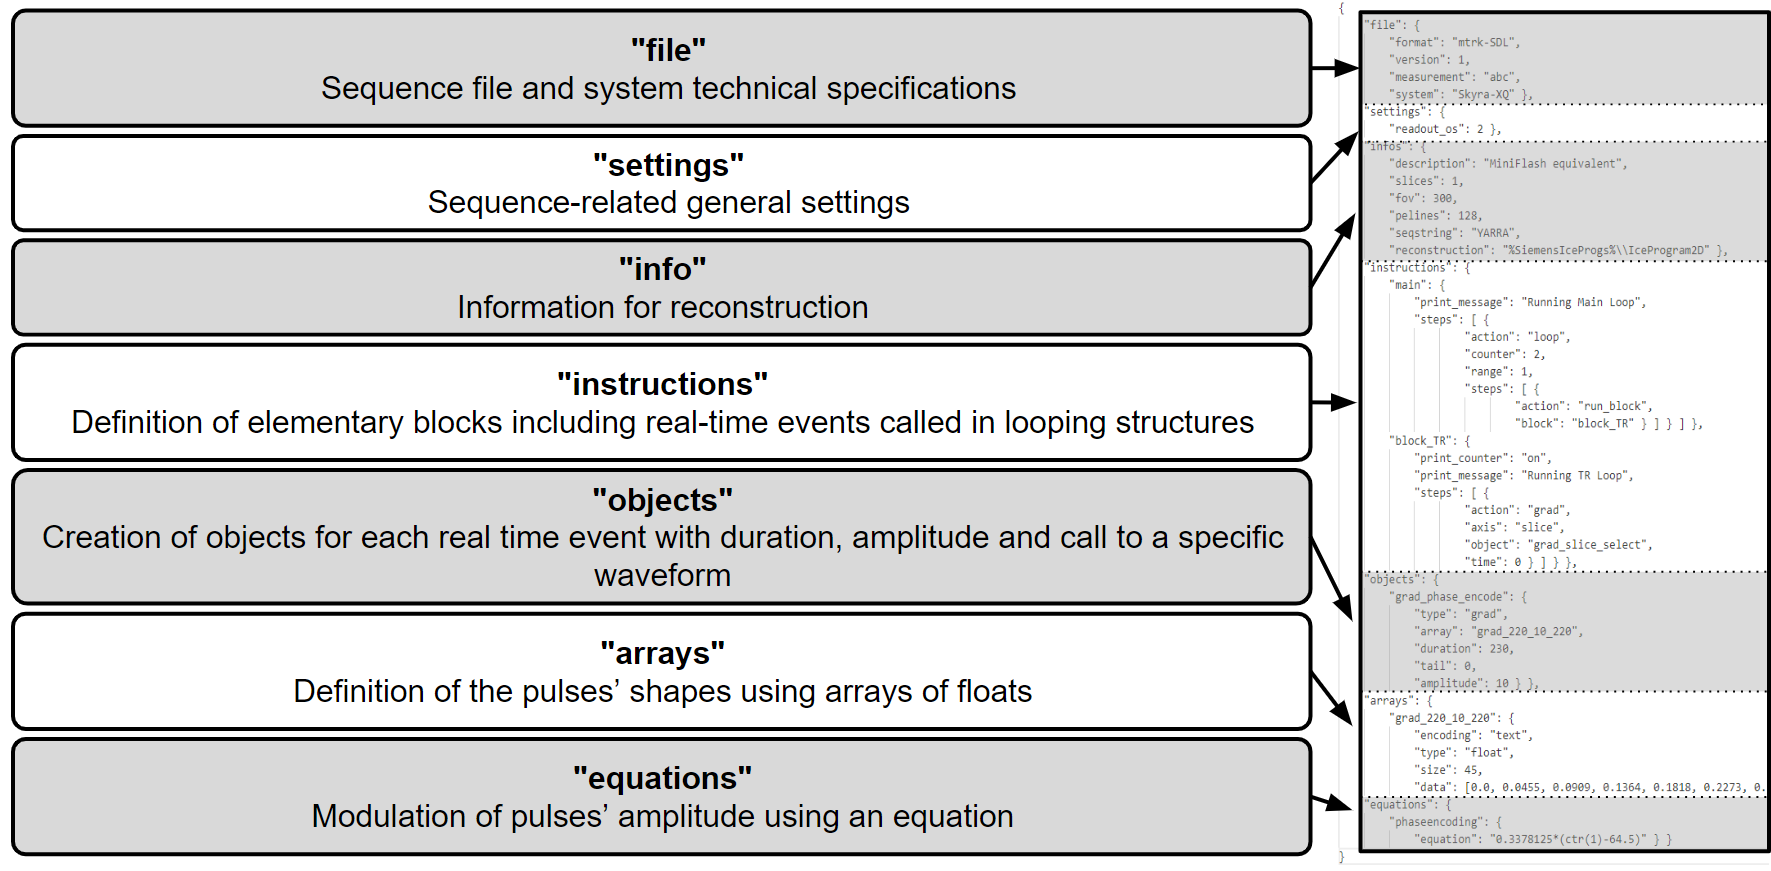 "file"
Sequence file and system technical specifications
"settings"
Sequence-related general settings
"info"
Information for reconstruction
"instructions"
Definition of elementary blocks including real-time events called in looping structures
"objects"
Creation of objects for each real time event with duration, amplitude and call to a specific
waveform
"arrays"
Definition of the pulses’ shapes using arrays of floats
"equations"
Modulation of pulses’ amplitude using an equation
{
"file": {
"format": "mtrk-SDL",
"version": 1,
"measurement": "abc",
"system": "Skyra-XQ" },
"settings": {
"readout_os": 2 },
"infos": {
"description": "MiniFlash equivalent",
"slices": 1,
"fov": 300,
"pelines": 128,
"seqstring": "YARRA",
"reconstruction": "%SiemensIceProgs%\\IceProgram2D" },
"instructions": {
"main": {
"print_message": "Running Main Loop",
"steps": [ {
"action": "loop",
"counter": 2,
"range": 1,
"steps": [ {
"action": "run_block",
"block": "block_TR" } ] } ] },
"block_TR": {
"print_counter": "on",
"print_message": "Running TR Loop",
"steps": [ {
"action": "grad",
"axis": "slice",
"object": "grad_slice_select",
"time": 0 } ] } },
"objects": {
"grad_phase_encode": {
"type": "grad",
"array": "grad_220_10_220",
"duration": 230,
"tail": 0,
"amplitude": 10 } },
"arrays": {
"grad_220_10_220": {
"encoding": "text",
"type": "float",
"size": 45,
"data": [0.0, 0.0455, 0.0909, 0.1364, 0.1818, 0.2273, 0.
"equations": {
"phaseencoding": {
"equation": "0.3378125*(ctr(1)-64.5)" } }
}